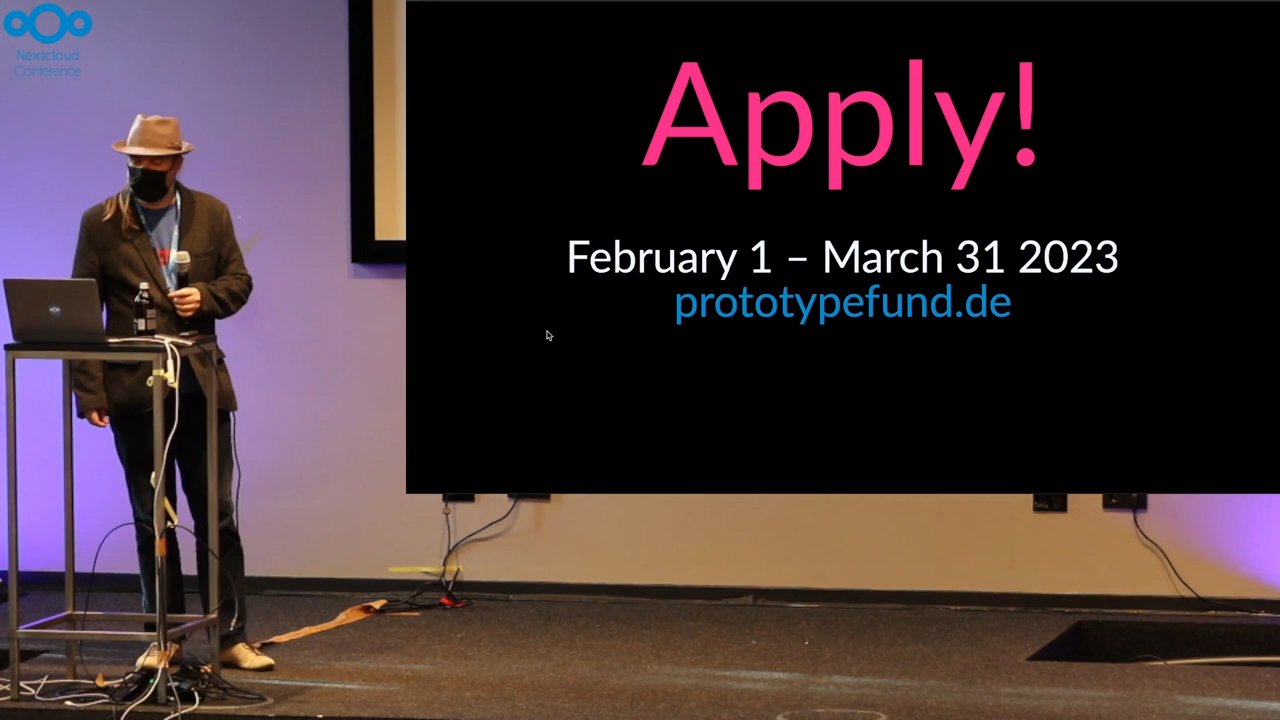 Nextcloud
Conference
Apply!
February 1 – March 31 2023
prototypefund.de